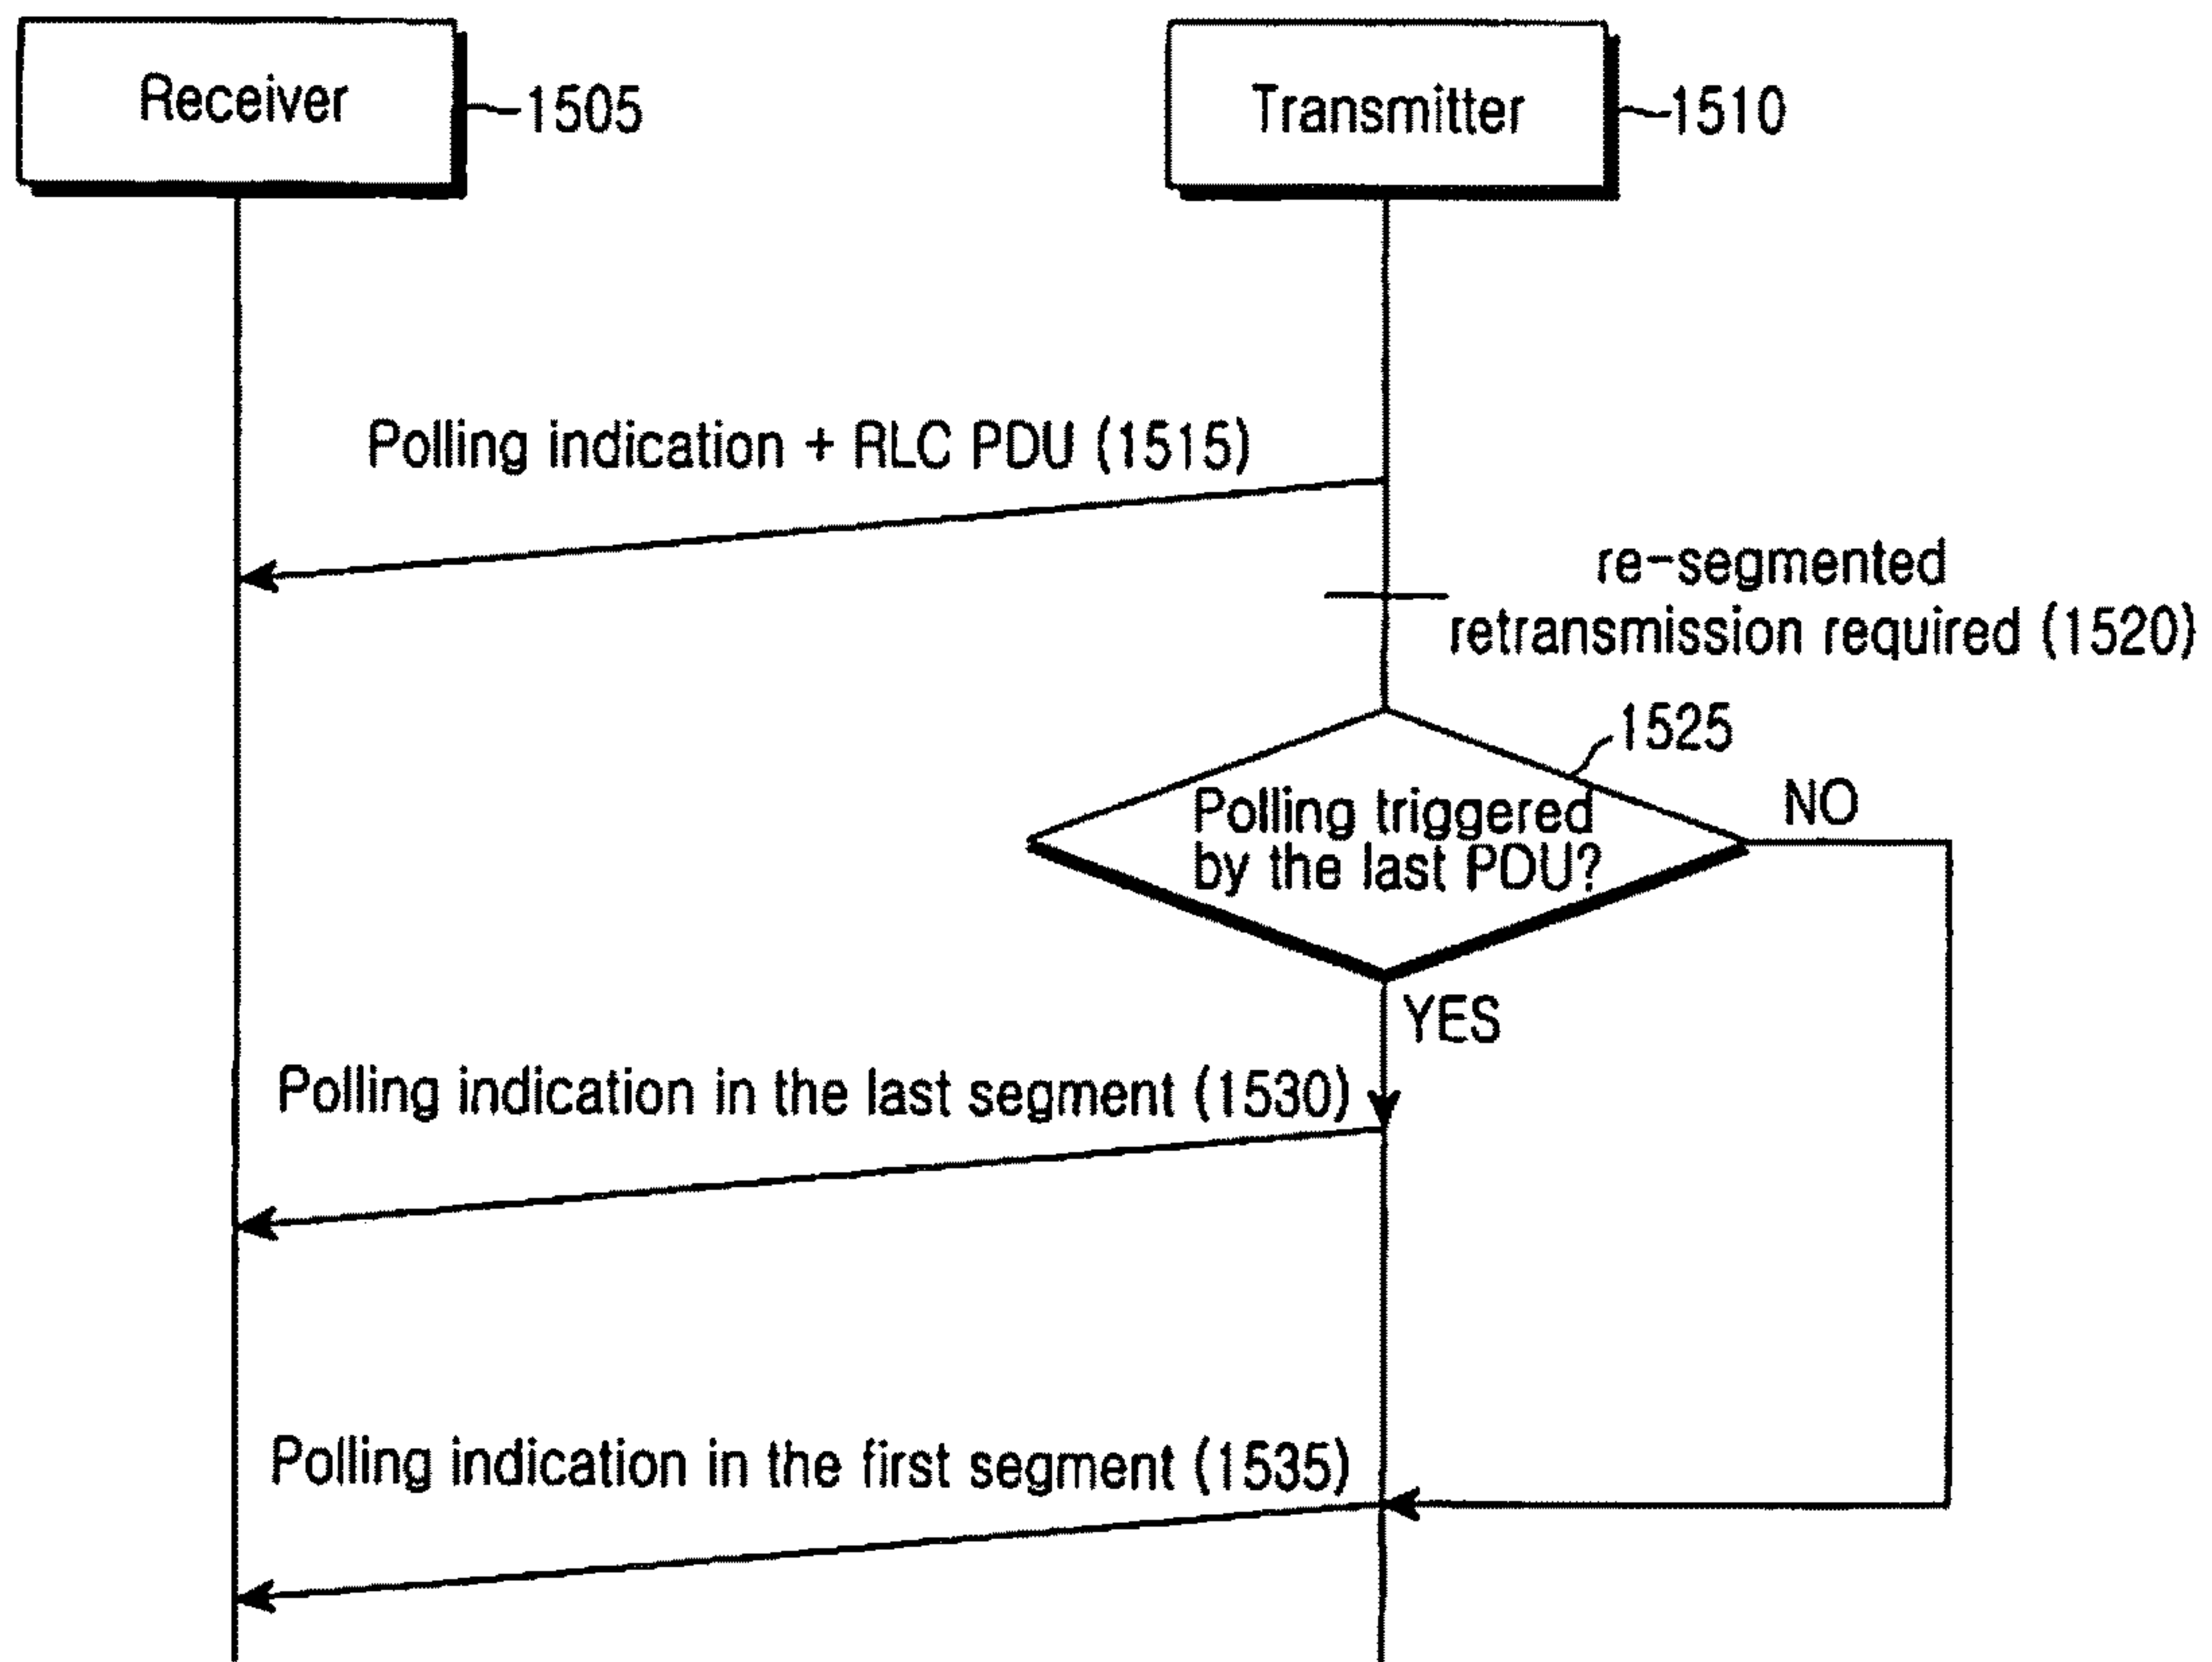 Receiver
1505
Transmitter
1510
Polling indication + RLC PDU (1515)
re-segmented
retransmission required (1520)
1525
Polling triggered
by the last PDU?
NO
YES
Polling indication in the last segment (1530)
Polling indication in the first segment (1535)